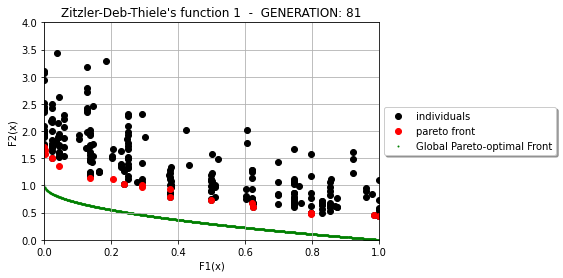 Zitzler-Deb-Thiele's function 1 - GENERATION: 81
4.0
3.5
3.0
2.5
2.0
1.5
1.0
0.5
0.0
F2(x)
0.0 0.2 0.4 0.6 0.8 1.0
F1(x)
individuals
pareto front
Global Pareto-optimal Front